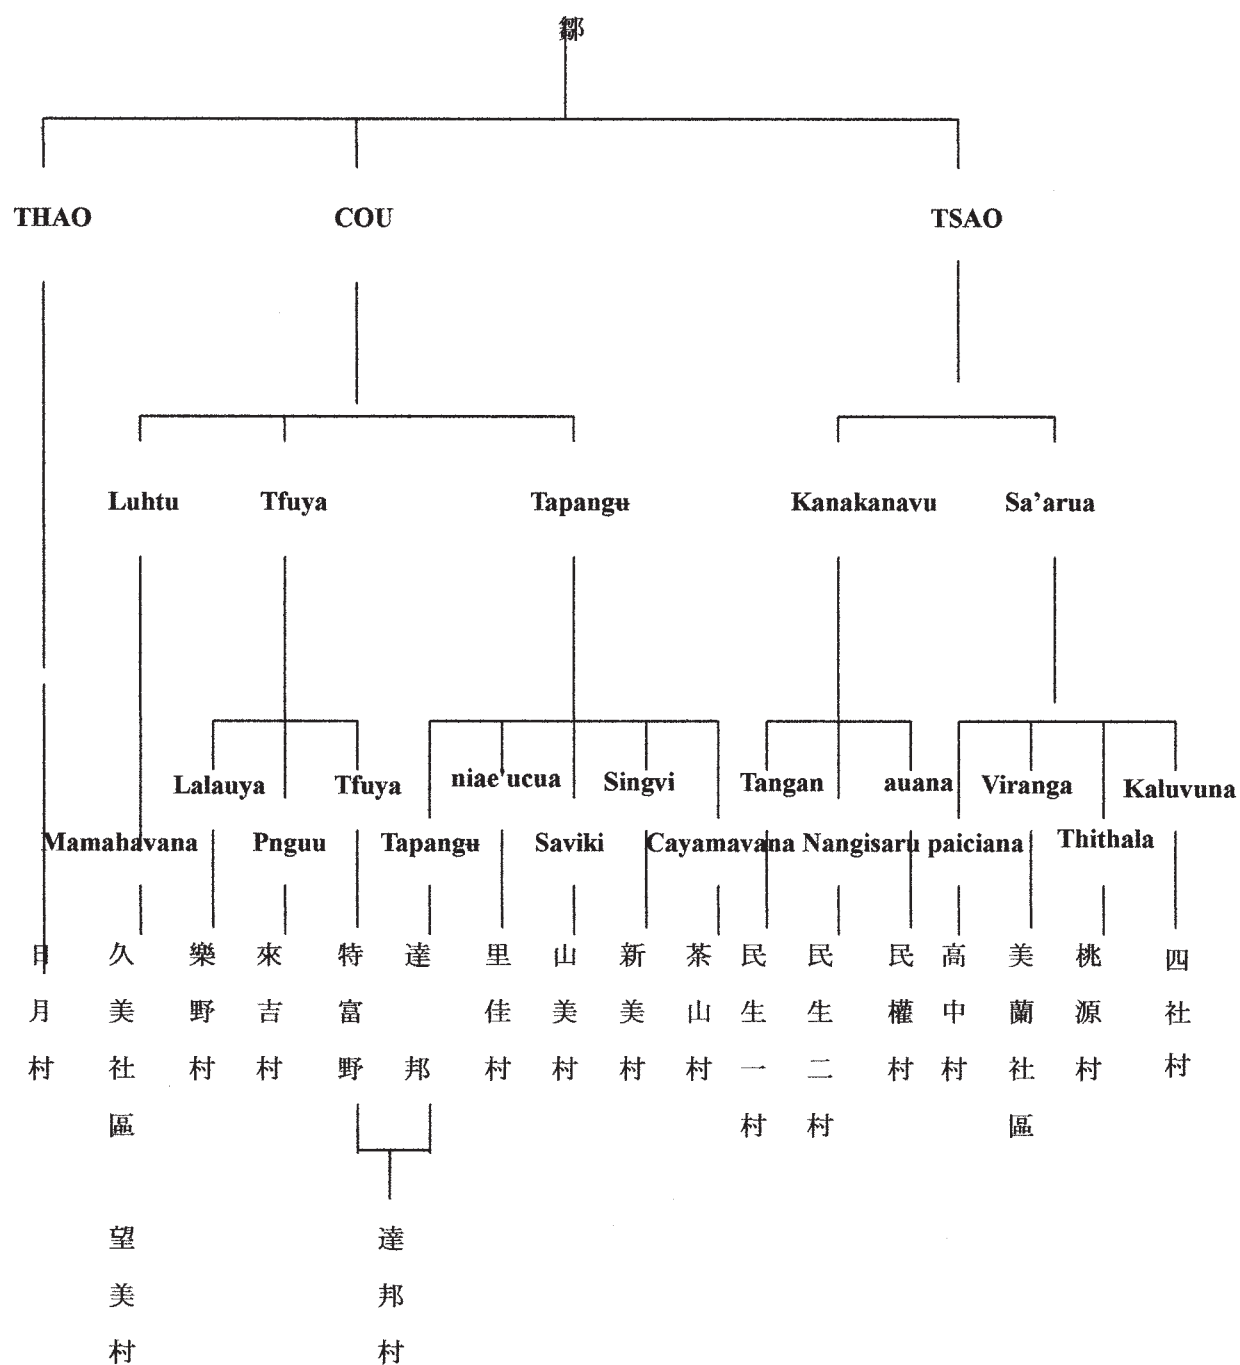 鄒
THAO COU TSAO
Luhtu Tfuya Tapangʉ Kanakanavu Sa’arua
Lalauya Tfuya niae'ucua Singvi Tangan auana Viranga Kaluvuna
Mamahavana Pnguu Tapangʉ Saviki Cayamavana Nangisaru paiciana Thithala
日月村
久美社區
樂野村
來吉村
特富野
達邦
里佳村
山美村
新美村
茶山村
民生一村
民生二村
民權村
高中村
美蘭社區
桃源村
四社村
望美村
達邦村